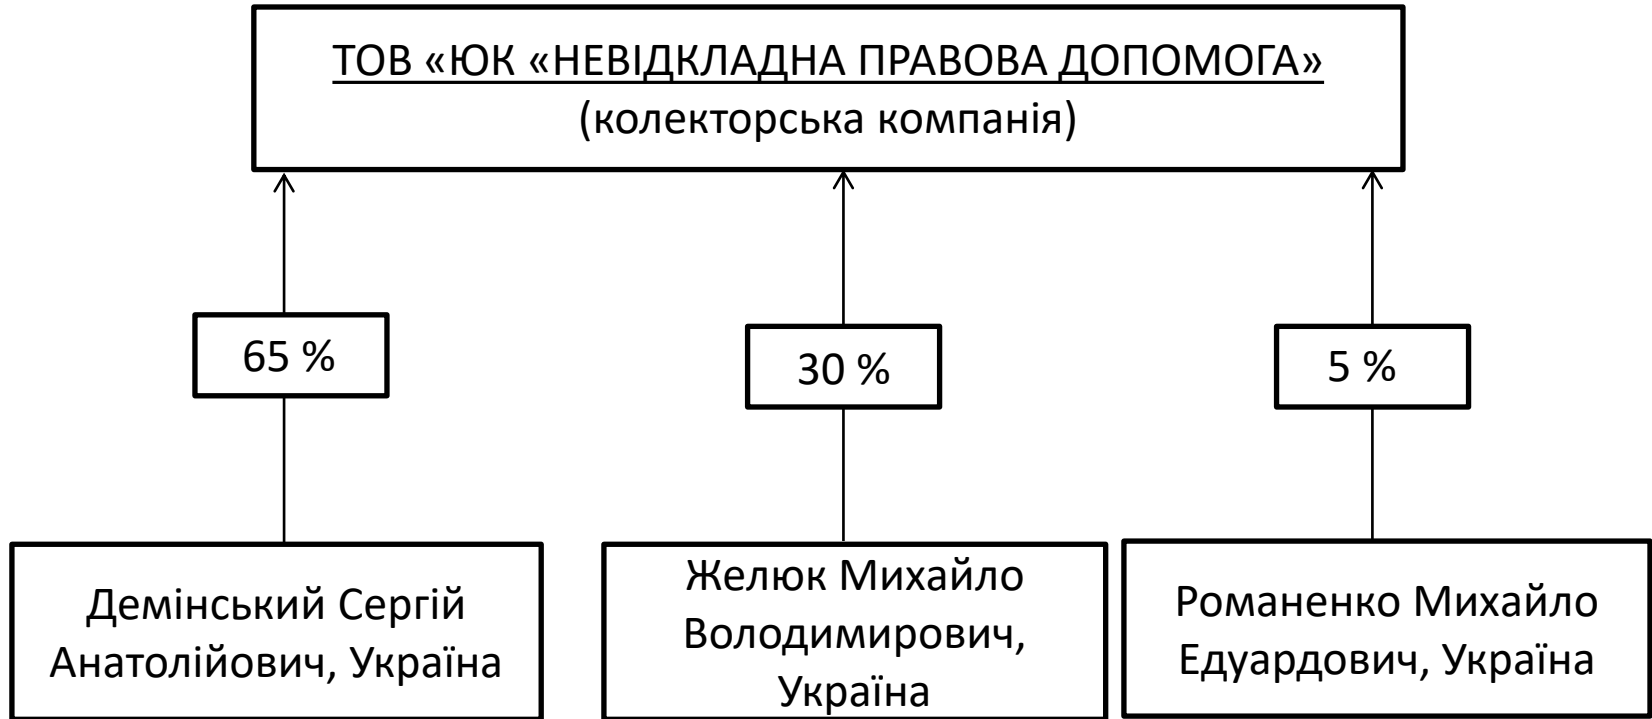 ТОВ «ЮК «НЕВІДКЛАДНА ПРАВОВА ДОПОМОГА»
(колекторська компанія)
65 %
30 %
5 %
Демінський Сергій
Анатолійович, Україна
Желюк Михайло
Володимирович,
Україна
Романенко Михайло
Едуардович, Україна